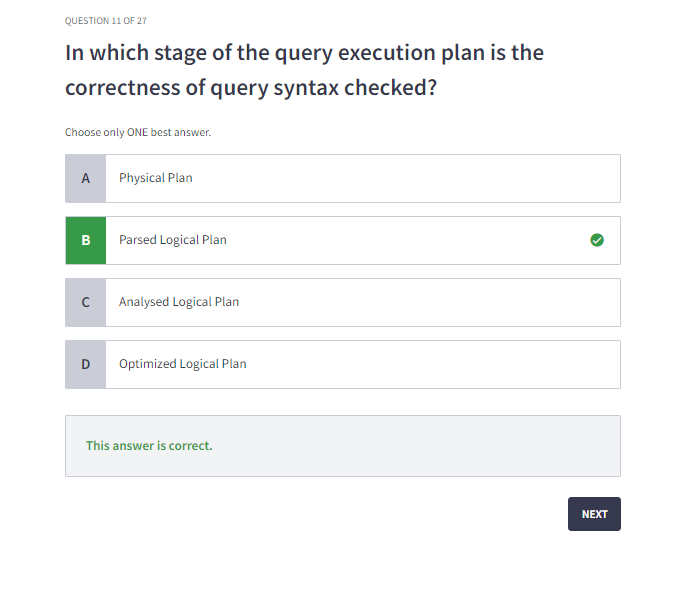 QUESTION 11 OF 27
In which stage of the query execution plan is the
correctness of query syntax checked?
Choose only ONE best answer.
A Physical Plan
B Parsed Logical Plan
C Analysed Logical Plan
D Optimized Logical Plan
This answer is correct.
NEXT